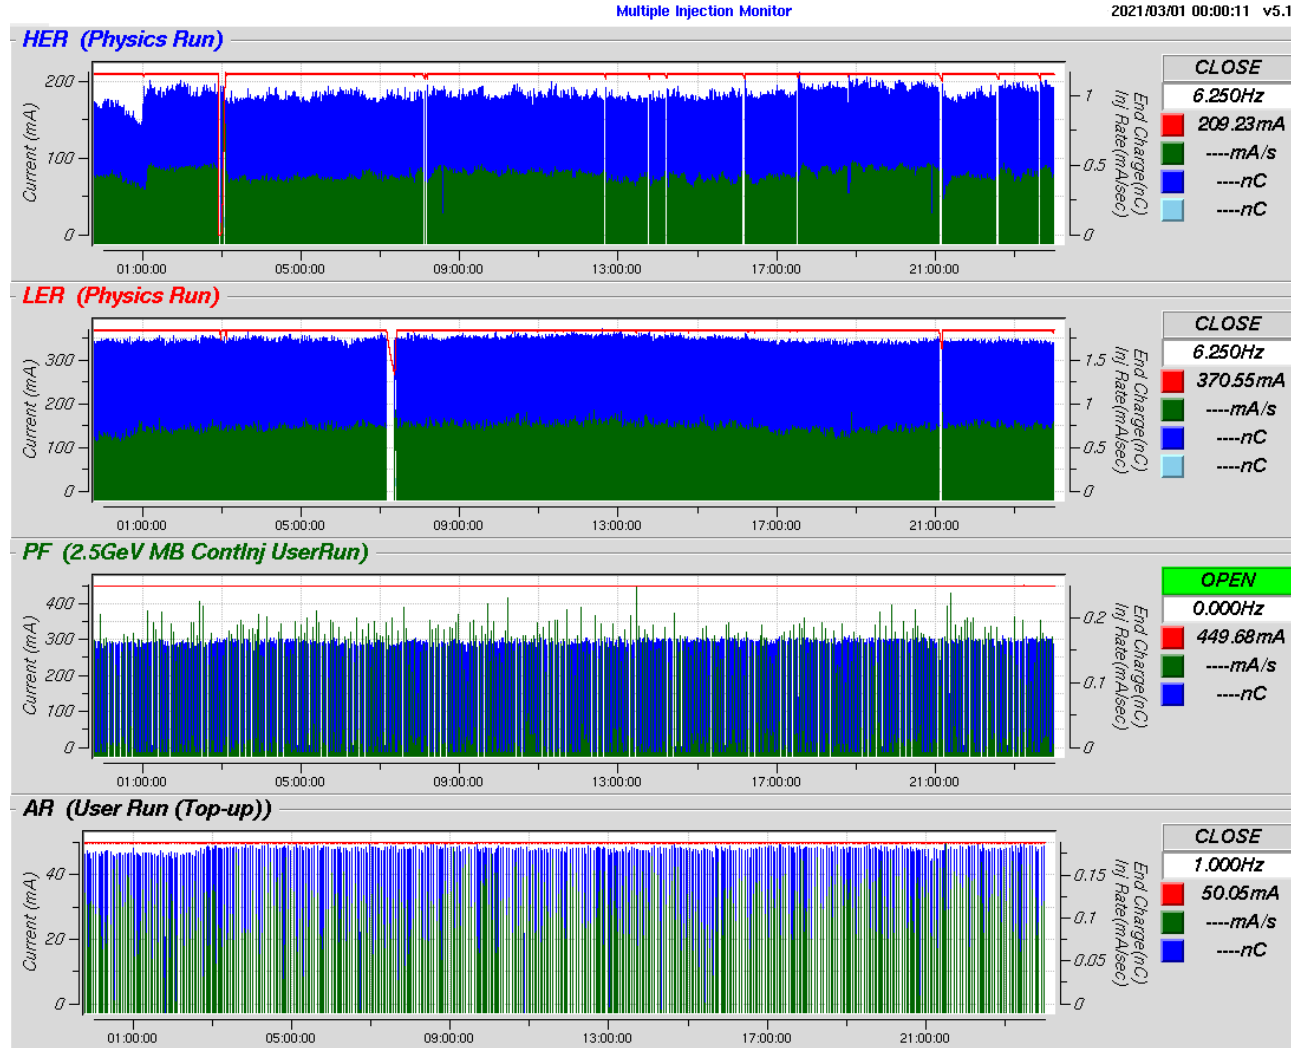 Multiple Injection Monitor
2021/03/01 00:00:11 v5.1
HER (Physics Run)
Current (mA)
200
100
0
1
0.5
0
End Charge(nC)
Inj Rate(mA/sec)
01:00:00 05:00:00 09:00:00 13:00:00 17:00:00 21:00:00
CLOSE
6.250Hz
209.23mA
----mA/s
----nC
----nC
LER (Physics Run)
Current (mA)
300
200
100
0
1.5
1
0.5
0
End Charge(nC)
Inj Rate(mA/sec)
01:00:00 05:00:00 09:00:00 13:00:00 17:00:00 21:00:00
CLOSE
6.250Hz
370.55mA
----mA/s
----nC
----nC
PF (2.5GeV MB ContInj UserRun)
Current (mA)
400
300
200
100
0
0.2
0.1
0
End Charge(nC)
Inj Rate(mA/sec)
01:00:00 05:00:00 09:00:00 13:00:00 17:00:00 21:00:00
OPEN
0.000Hz
449.68mA
----mA/s
----nC
AR (User Run (Top-up))
Current (mA)
40
20
0
0.15
0.1
0.05
0
End Charge(nC)
Inj Rate(mA/sec)
01:00:00 05:00:00 09:00:00 13:00:00 17:00:00 21:00:00
CLOSE
1.000Hz
50.05mA
----mA/s
----nC